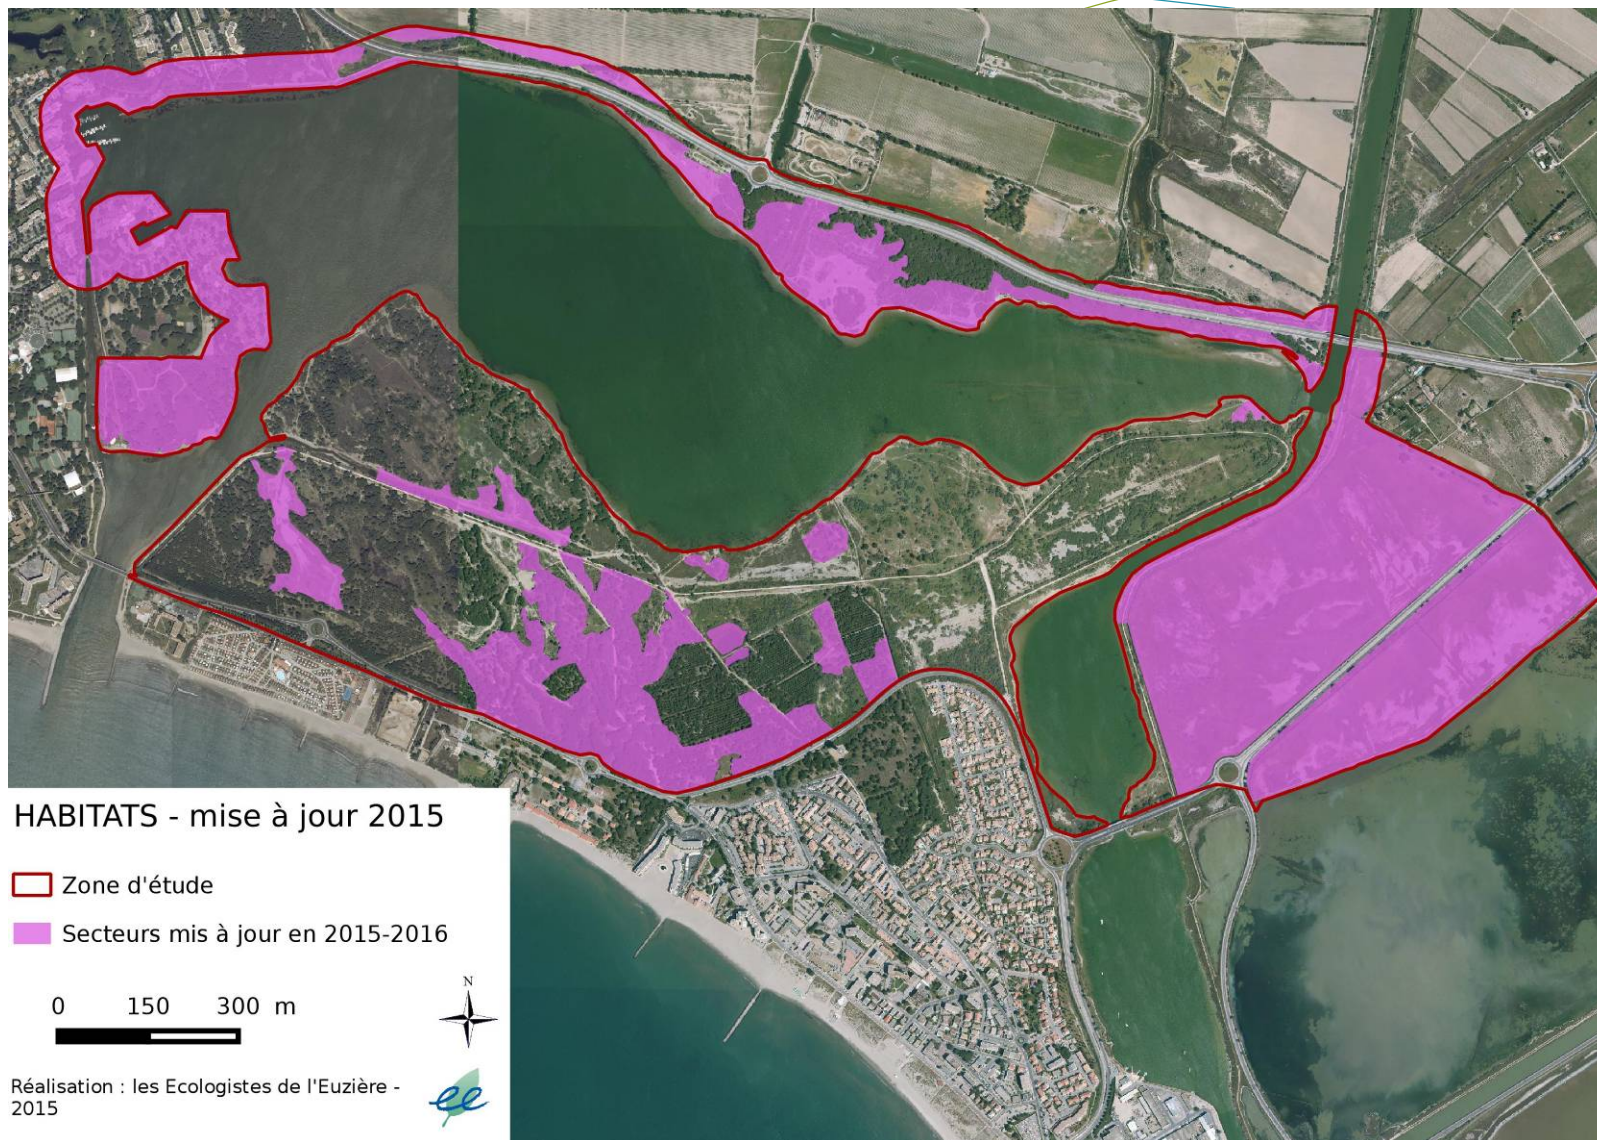 HABITATS - mise à jour 2015
Zone d'étude
Secteurs mis à jour en 2015-2016
0 150 300 m
N
Réalisation : les Ecologistes de l'Euzière -
2015
ee